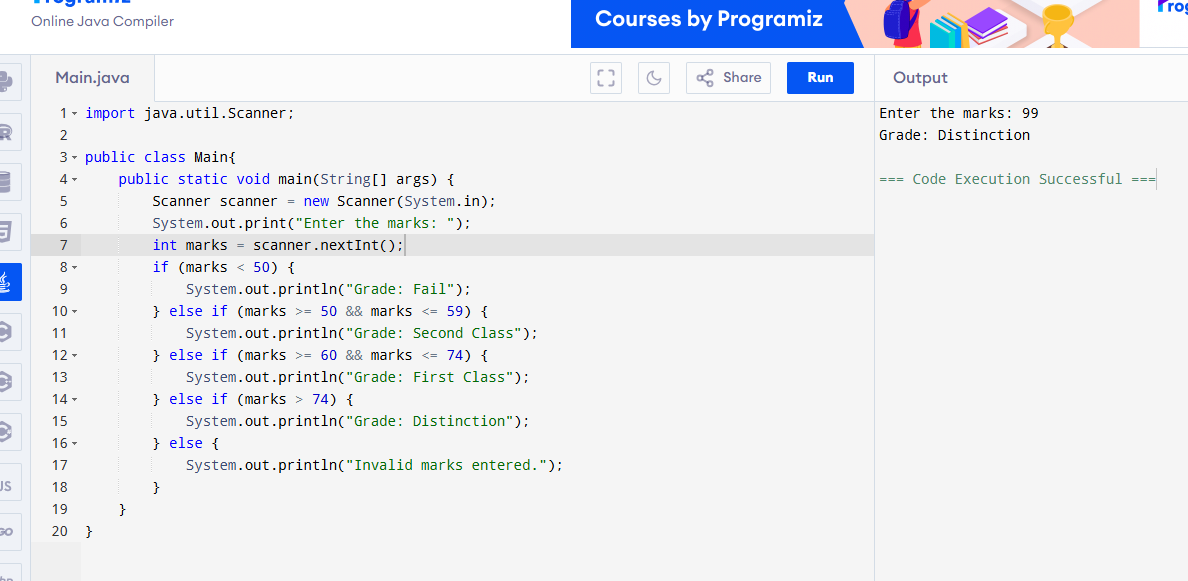 Programiz
Online Java Compiler
Courses by Programiz
Main.java
Share
Run
Output
1 import java.util.Scanner;
2
3 public class Main{
4 public static void main(String[] args) {
5 Scanner scanner = new Scanner(System.in);
6 System.out.print("Enter the marks: ");
7 int marks = scanner.nextInt();
8 if (marks < 50) {
9 System.out.println("Grade: Fail");
10 } else if (marks >= 50 && marks <= 59) {
11 System.out.println("Grade: Second Class");
12 } else if (marks >= 60 && marks <= 74) {
13 System.out.println("Grade: First Class");
14 } else if (marks > 74) {
15 System.out.println("Grade: Distinction");
16 } else {
17 System.out.println("Invalid marks entered.");
18 }
19 }
20 }
Enter the marks: 99
Grade: Distinction
=== Code Execution Successful ===